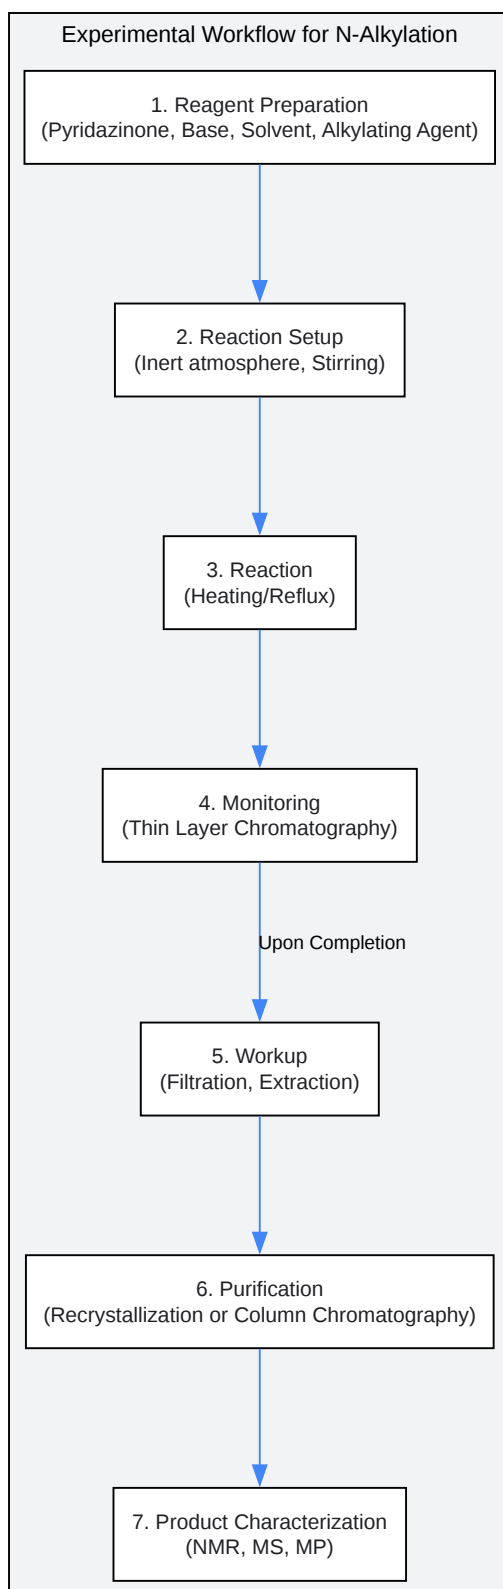 Experimental Workflow for N-Alkylation
1. Reagent Preparation
(Pyridazinone, Base, Solvent, Alkylating Agent)
2. Reaction Setup
(Inert atmosphere, Stirring)
3. Reaction
(Heating/Reflux)
4. Monitoring
(Thin Layer Chromatography)
Upon Completion
5. Workup
(Filtration, Extraction)
6. Purification
(Recrystallization or Column Chromatography)
7. Product Characterization
(NMR, MS, MP)